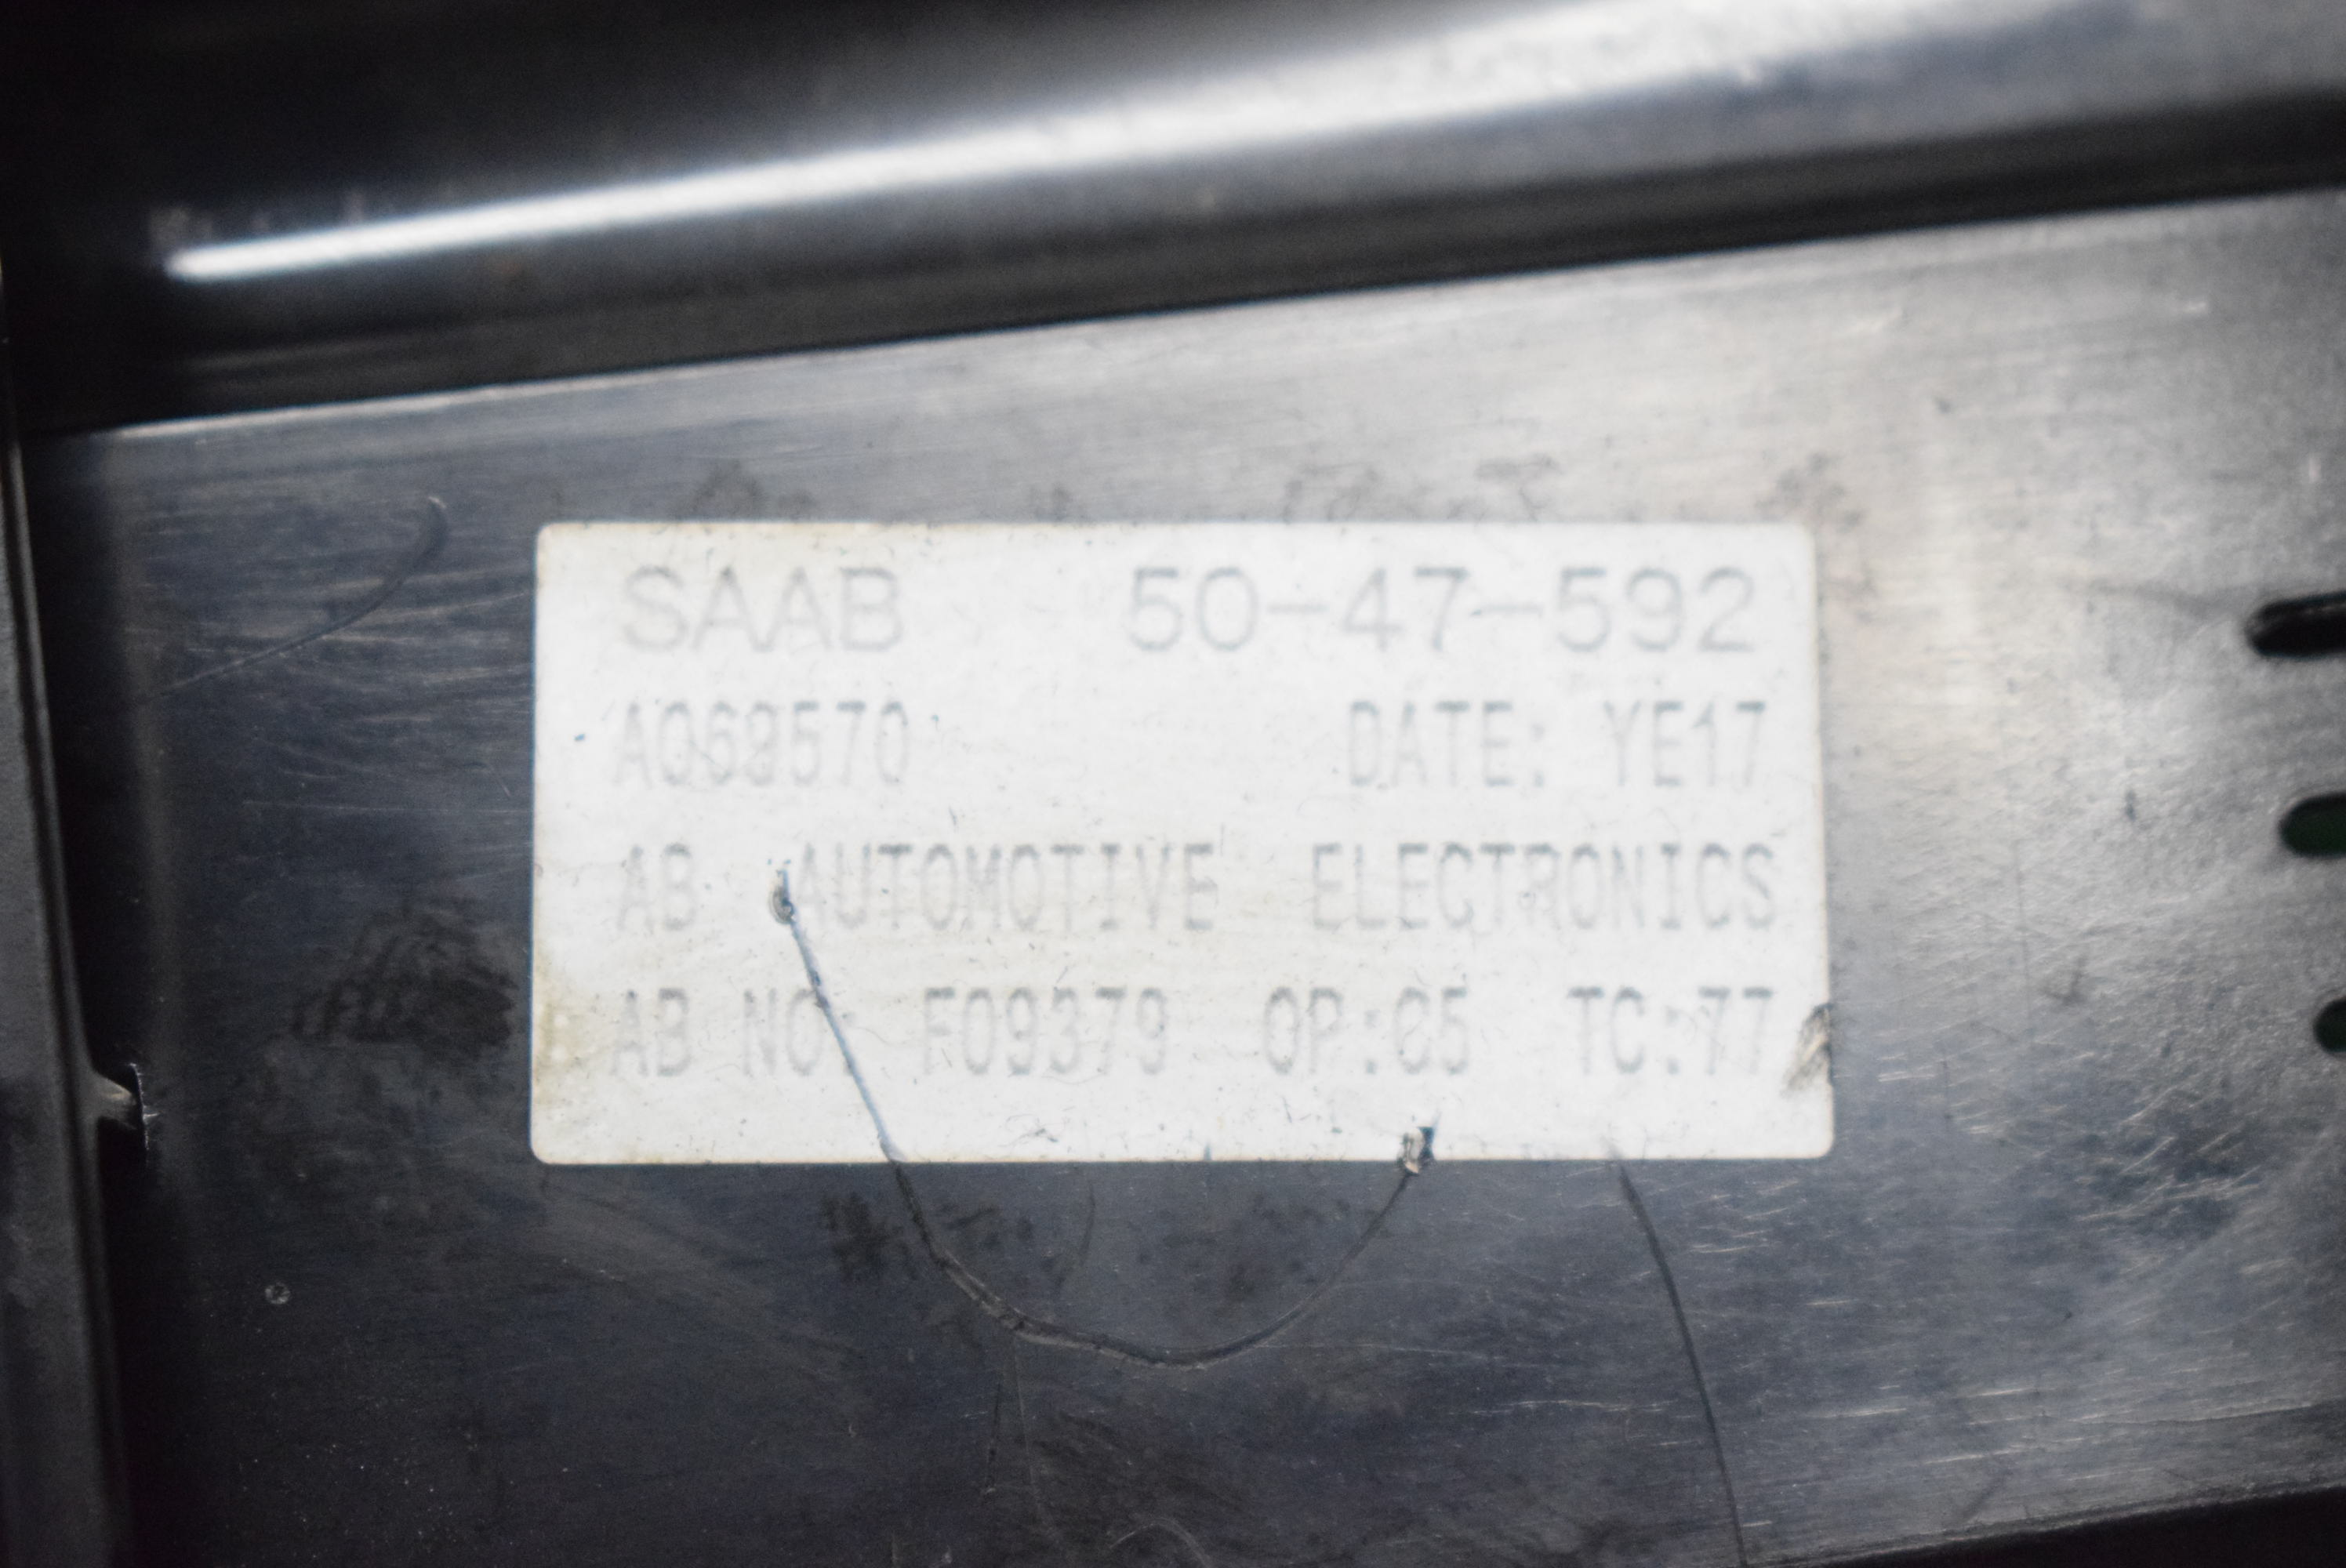 SAAB 50-47-592
A068570 DATE: YE17
AB AUTOMOTIVE ELECTRONICS
AB NO: F09379 OP:05 TC:77